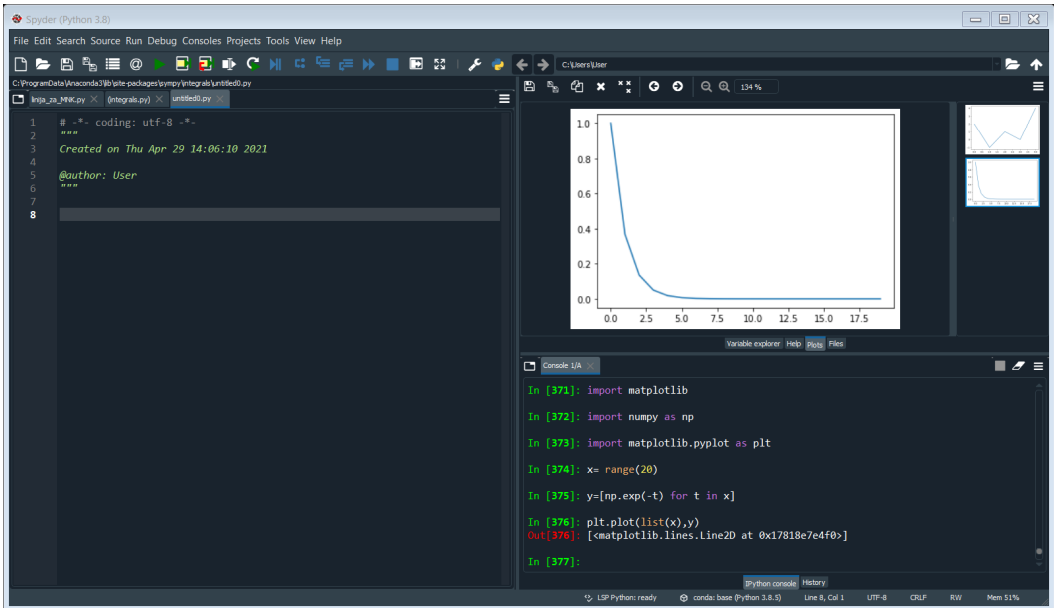 Spyder (Python 3.8)
File Edit Search Source Run Debug Consoles Projects Tools View Help
C:\Users\User
C:\ProgramData\Anaconda3\lib\site-packages\sympy\integrals\untitled0.py
linija_za_MNK.py (integrals.py) untitled0.py
1 # -*- coding: utf-8 -*-
2 """
3 Created on Thu Apr 29 14:06:10 2021
4
5 @author: User
6 """
7
8
134 %
1.0
0.8
0.6
0.4
0.2
0.0
0.0 2.5 5.0 7.5 10.0 12.5 15.0 17.5
Variable explorer Help Plots Files
Console 1/A
In [371]: import matplotlib
In [372]: import numpy as np
In [373]: import matplotlib.pyplot as plt
In [374]: x= range(20)
In [375]: y=[np.exp(-t) for t in x]
In [376]: plt.plot(list(x),y)
Out[376]: [<matplotlib.lines.Line2D at 0x17818e7e4f0>]
In [377]:
IPython console History
LSP Python: ready conda: base (Python 3.8.5) Line 8, Col 1 UTF-8 CRLF RW Mem 51%